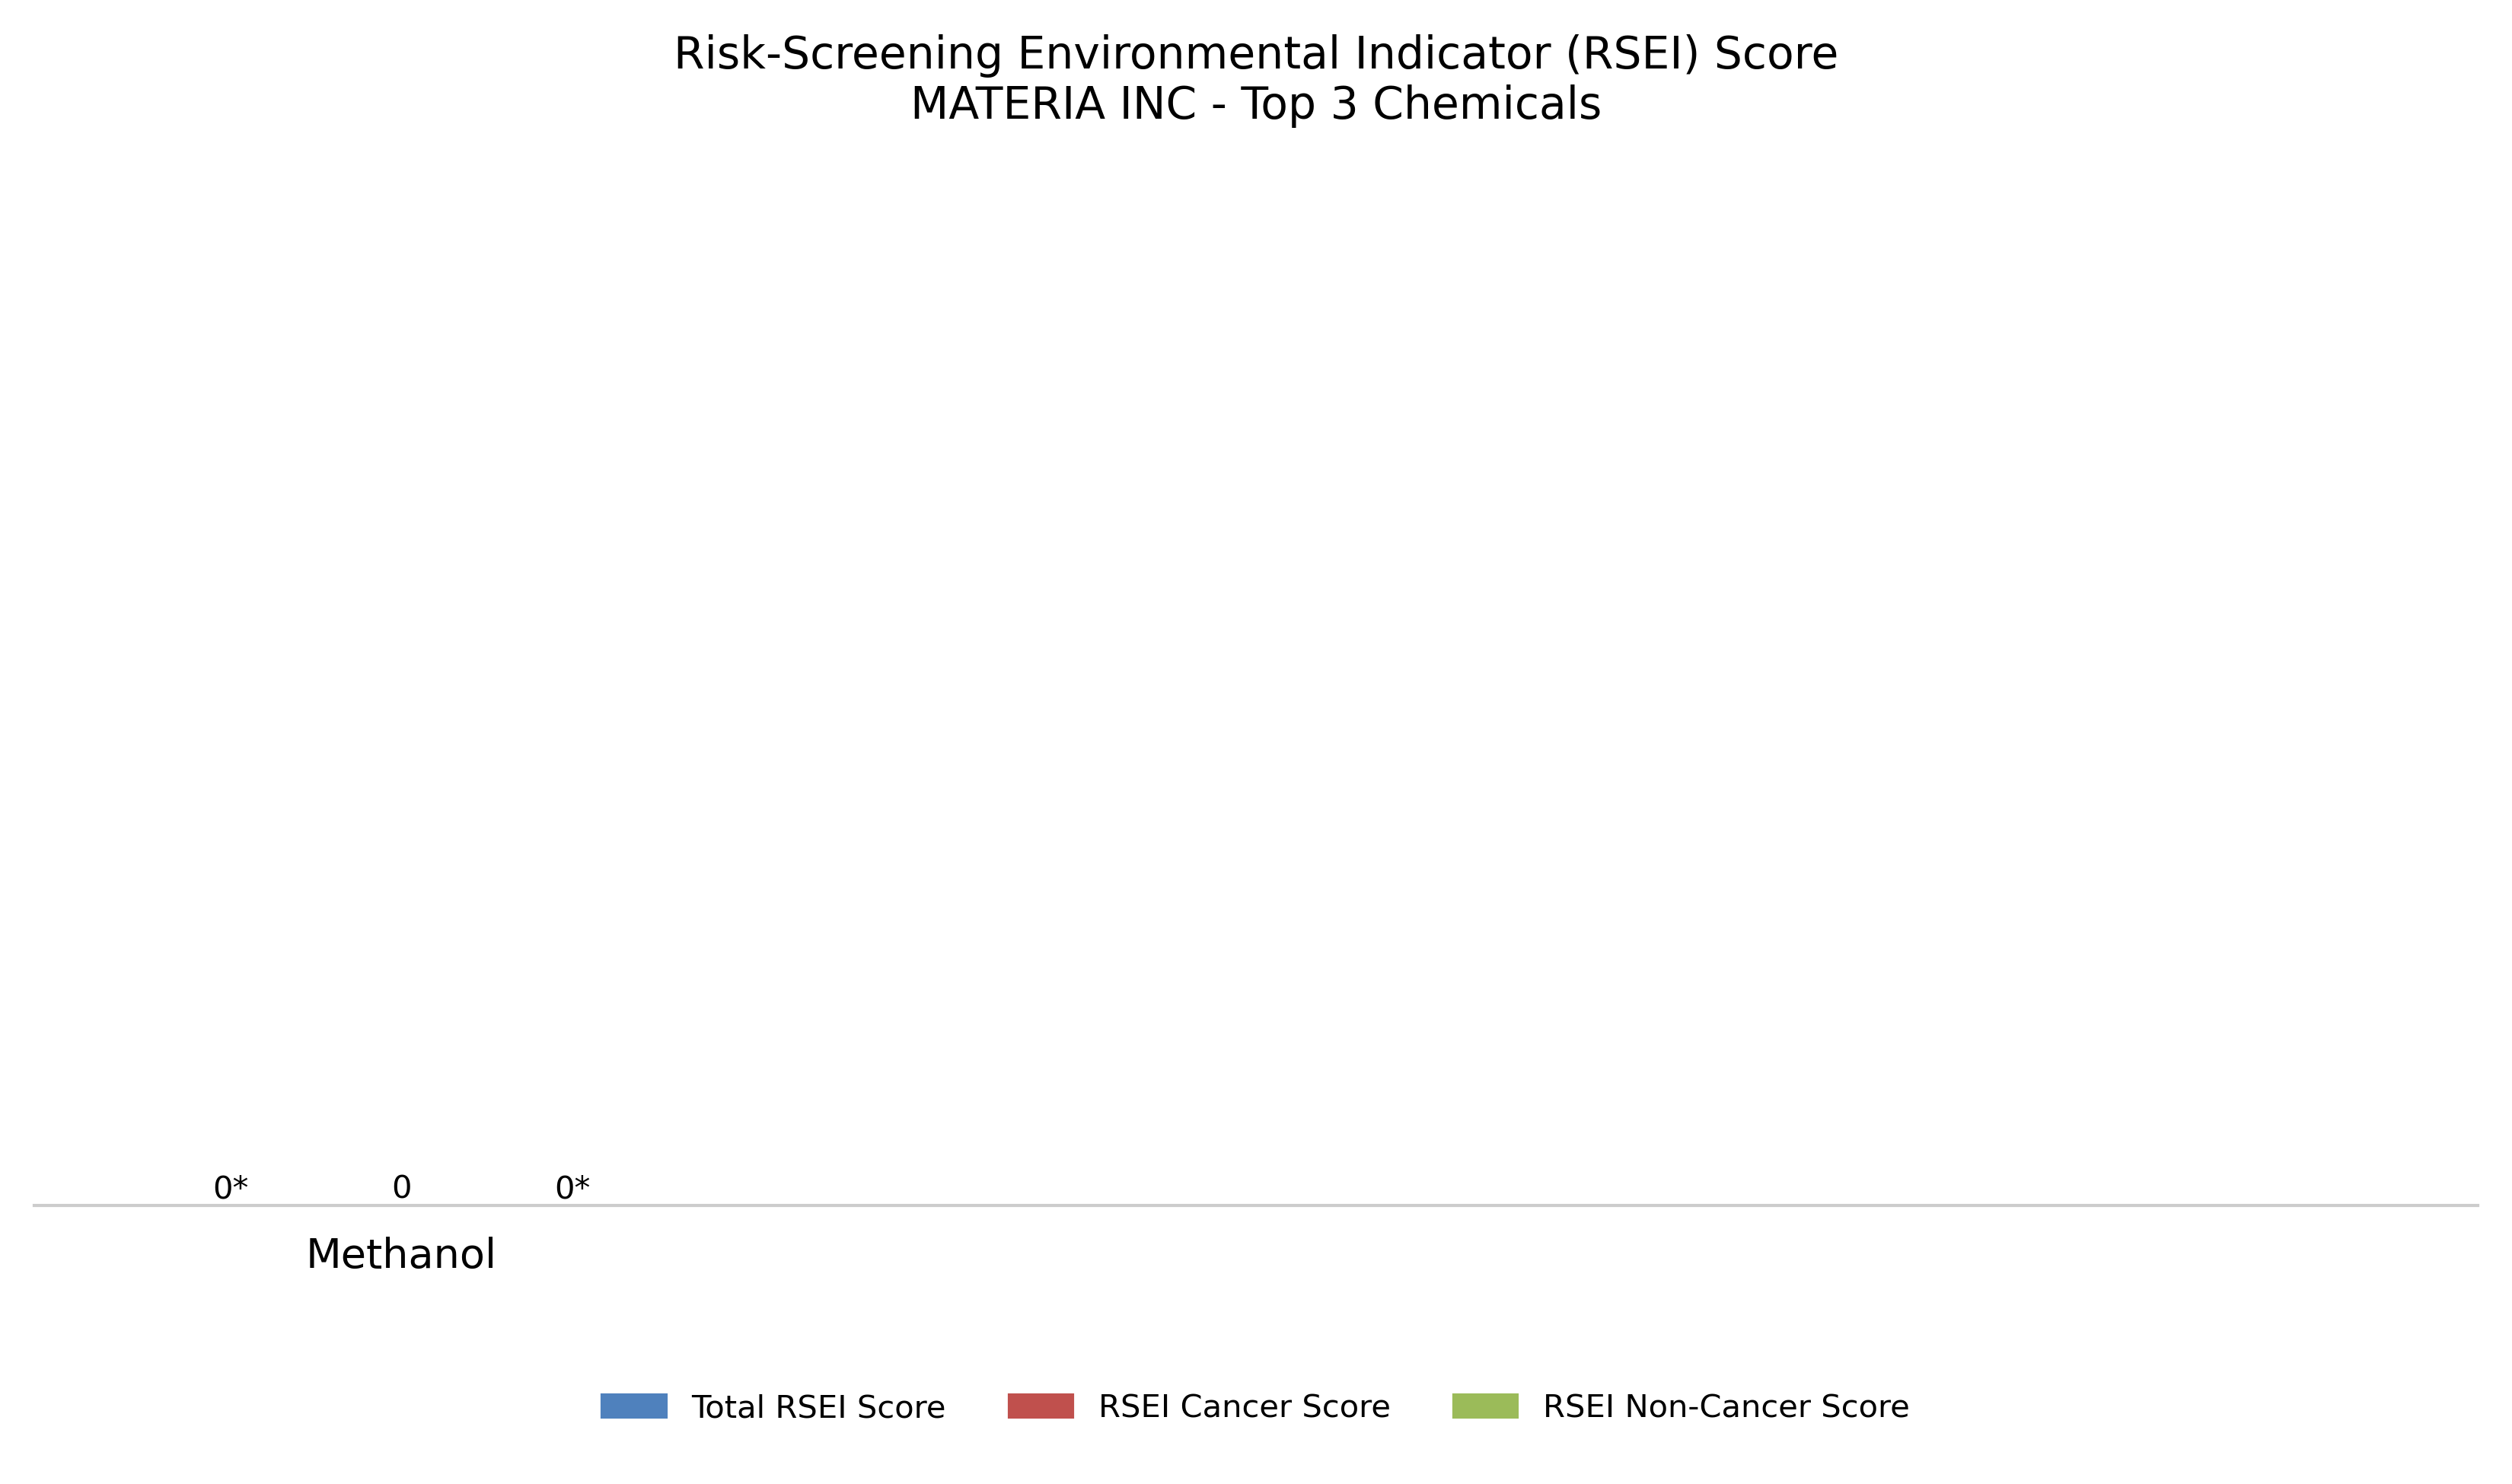 Risk-Screening Environmental Indicator (RSEI) Score
MATERIA INC - Top 3 Chemicals
0* 0 0*
Methanol
Total RSEI Score RSEI Cancer Score RSEI Non-Cancer Score